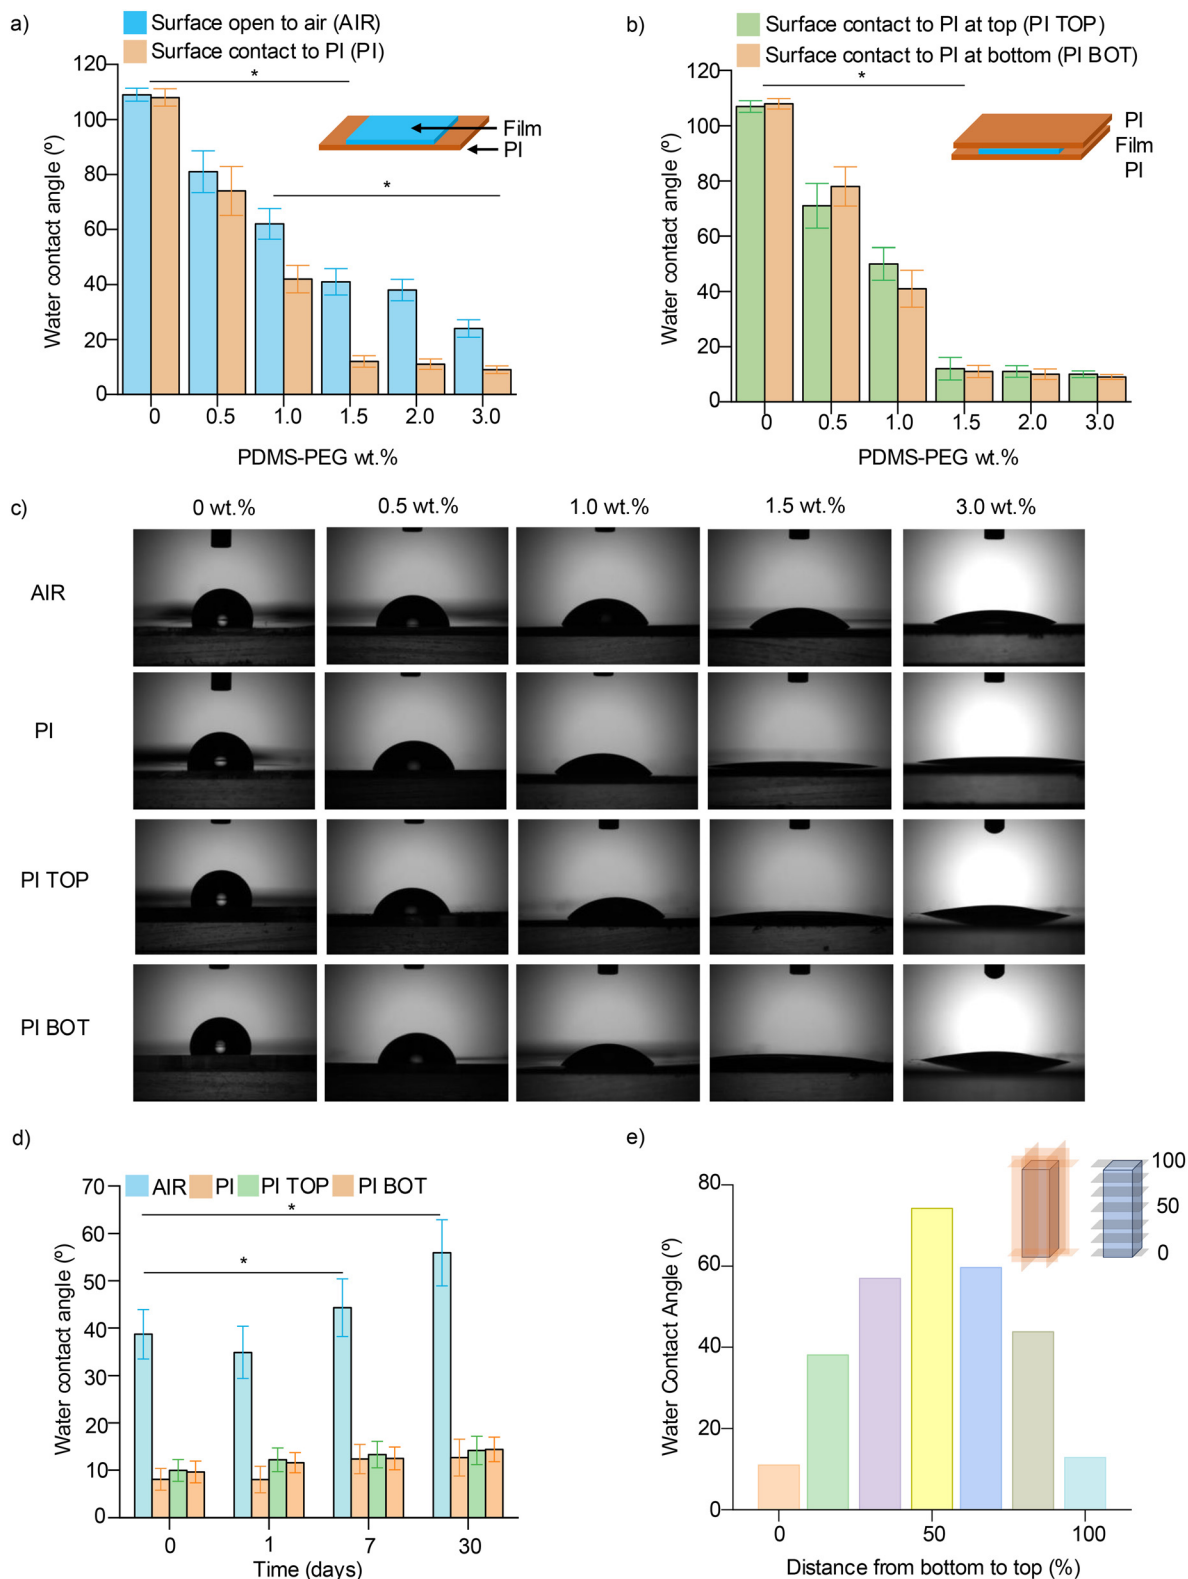 a)
Surface open to air (AIR)
Surface contact to PI (PI)
120
100
80
60
40
20
0
Water contact angle (º)
*
*
Film
PI
0 0.5 1.0 1.5 2.0 3.0
PDMS-PEG wt.%
b)
Surface contact to PI at top (PI TOP)
Surface contact to PI at bottom (PI BOT)
120
100
80
60
40
20
0
Water contact angle (º)
*
PI
Film
PI
0 0.5 1.0 1.5 2.0 3.0
PDMS-PEG wt.%
c)
0 wt.% 0.5 wt.% 1.0 wt.% 1.5 wt.% 3.0 wt.%
AIR
PI
PI TOP
PI BOT
d)
AIR PI PI TOP PI BOT
70
60
50
40
30
20
10
0
Water contact angle (º)
*
*
0 1 7 30
Time (days)
e)
100
50
0
80
60
40
20
0
Water Contact Angle (º)
0 50 100
Distance from bottom to top (%)